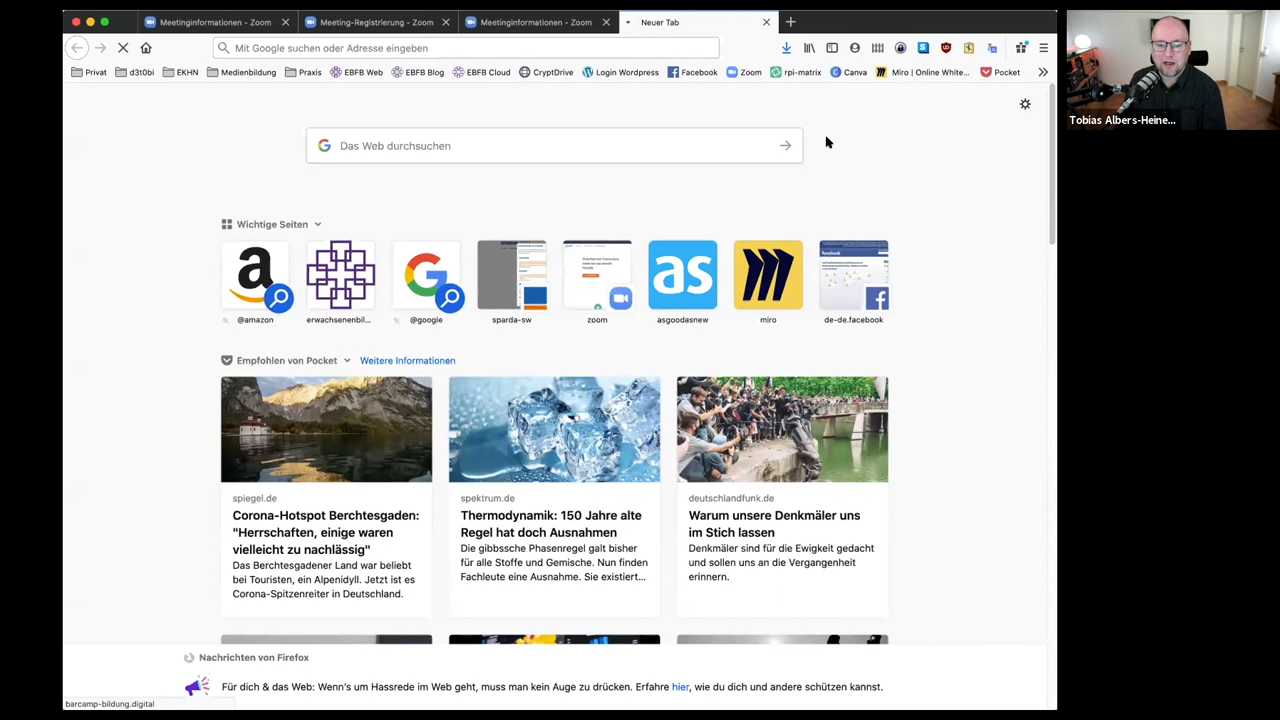 Meetinginformationen - Zoom
Meeting-Registrierung - Zoom
Meetinginformationen - Zoom
Neuer Tab
Mit Google suchen oder Adresse eingeben
Privat
d3t0bi
EKHN
Medienbildung
Praxis
EBFB Web
EBFB Blog
EBFB Cloud
CryptDrive
Login Wordpress
Facebook
Zoom
rpi-matrix
Canva
Miro | Online White...
Pocket
Tobias Albers-Heine...
Das Web durchsuchen
Wichtige Seiten
a
as
@amazon
erwachsenenbil...
@google
sparda-sw
zoom
asgoodasnew
miro
de-de.facebook
Empfohlen von Pocket
Weitere Informationen
spiegel.de
Corona-Hotspot Berchtesgaden:
"Herrschaften, einige waren
vielleicht zu nachlässig"
Das Berchtesgadener Land war beliebt
bei Touristen, ein Alpenidyll. Jetzt ist es
Corona-Spitzenreiter in Deutschland.
spektrum.de
Thermodynamik: 150 Jahre alte
Regel hat doch Ausnahmen
Die gibbssche Phasenregel galt bisher
für alle Stoffe und Gemische. Nun finden
Fachleute eine Ausnahme. Sie existiert...
deutschlandfunk.de
Warum unsere Denkmäler uns
im Stich lassen
Denkmäler sind für die Ewigkeit gedacht
und sollen uns an die Vergangenheit
erinnern.
Nachrichten von Firefox
Für dich & das Web: Wenn's um Hassrede im Web geht, muss man kein Auge zu drücken. Erfahre hier, wie du dich und andere schützen kannst.
barcamp-bildung.digital